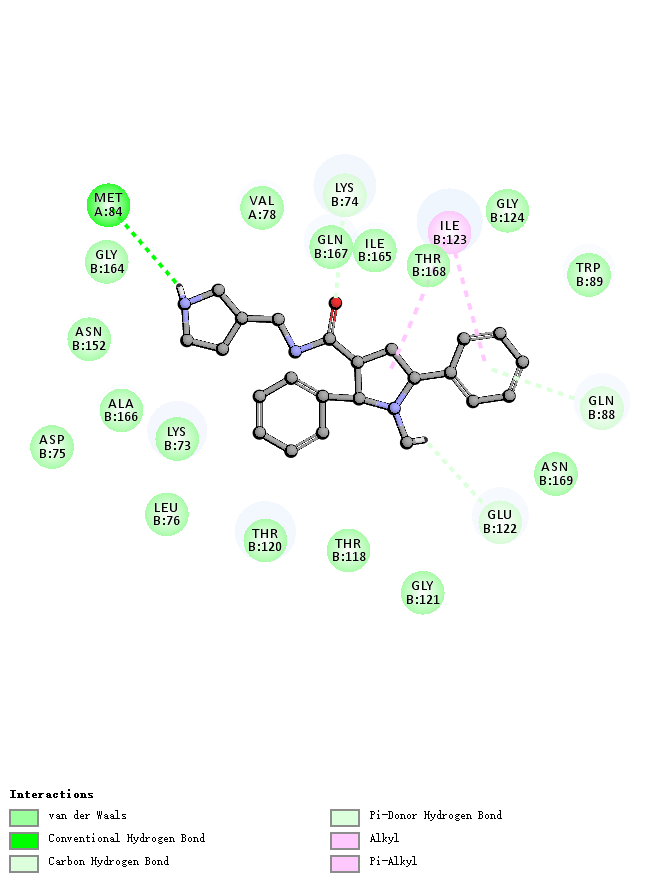 LYS
B:74
MET
A:84
VAL
A:78
GLY
B:124
ILE
B:123
GLN
B:167
ILE
B:165
GLY
B:164
THR
B:168
TRP
B:89
ASN
B:152
ALA
B:166
GLN
B:88
ASP
B:75
LYS
B:73
ASN
B:169
LEU
B:76
GLU
B:122
THR
B:120
THR
B:118
GLY
B:121
Interactions
van der Waals
Conventional Hydrogen Bond
Carbon Hydrogen Bond
Pi-Donor Hydrogen Bond
Alkyl
Pi-Alkyl